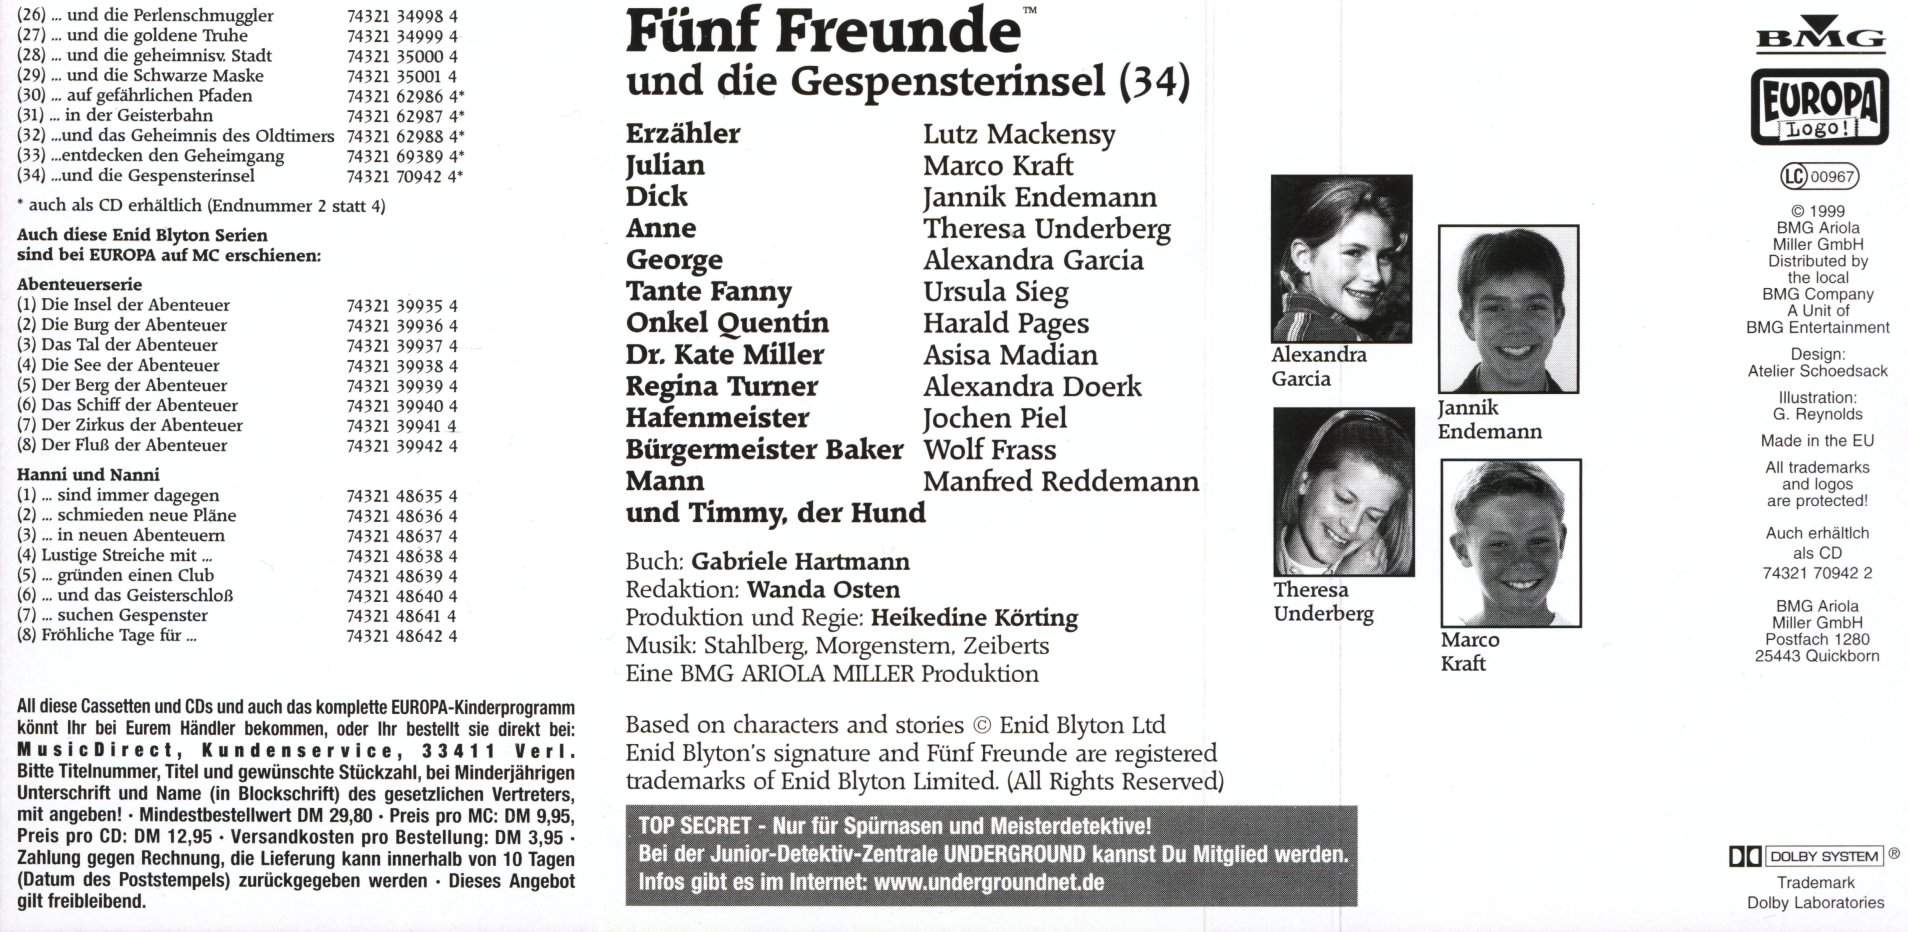 (26) ... und die Perlenschmuggler 74321 34998 4
(27) ... und die goldene Truhe 74321 34999 4
(28) ... und die geheimnisv. Stadt 74321 35000 4
(29) ... und die Schwarze Maske 74321 35001 4
(30) ... auf gefährlichen Pfaden 74321 62986 4*
(31) ... in der Geisterbahn 74321 62987 4*
(32) ...und das Geheimnis des Oldtimers 74321 62988 4*
(33) ...entdecken den Geheimgang 74321 69389 4*
(34) ...und die Gespensterinsel 74321 70942 4*
* auch als CD erhältlich (Endnummer 2 statt 4)
Auch diese Enid Blyton Serien
sind bei EUROPA auf MC erschienen:
Abenteuerserie
(1) Die Insel der Abenteuer 74321 39935 4
(2) Die Burg der Abenteuer 74321 39936 4
(3) Das Tal der Abenteuer 74321 39937 4
(4) Die See der Abenteuer 74321 39938 4
(5) Der Berg der Abenteuer 74321 39939 4
(6) Das Schiff der Abenteuer 74321 39940 4
(7) Der Zirkus der Abenteuer 74321 39941 4
(8) Der Fluß der Abenteuer 74321 39942 4
Hanni und Nanni
(1) ... sind immer dagegen 74321 48635 4
(2) ... schmieden neue Pläne 74321 48636 4
(3) ... in neuen Abenteuern 74321 48637 4
(4) Lustige Streiche mit ... 74321 48638 4
(5) ... gründen einen Club 74321 48639 4
(6) ... und das Geisterschloß 74321 48640 4
(7) ... suchen Gespenster 74321 48641 4
(8) Fröhliche Tage für ... 74321 48642 4
All diese Cassetten und CDs und auch das komplette EUROPA-Kinderprogramm
könnt Ihr bei Eurem Händler bekommen, oder Ihr bestellt sie direkt bei:
MusicDirect, Kundenservice, 33411 Verl.
Bitte Titelnummer, Titel und gewünschte Stückzahl, bei Minderjährigen
Unterschrift und Name (in Blockschrift) des gesetzlichen Vertreters,
mit angeben! · Mindestbestellwert DM 29,80 · Preis pro MC: DM 9,95,
Preis pro CD: DM 12,95 · Versandkosten pro Bestellung: DM 3,95 ·
Zahlung gegen Rechnung, die Lieferung kann innerhalb von 10 Tagen
(Datum des Poststempels) zurückgegeben werden · Dieses Angebot
gilt freibleibend.
Fünf Freunde™
und die Gespensterinsel (34)
Erzähler Lutz Mackensy
Julian Marco Kraft
Dick Jannik Endemann
Anne Theresa Underberg
George Alexandra Garcia
Tante Fanny Ursula Sieg
Onkel Quentin Harald Pages
Dr. Kate Miller Asisa Madian
Regina Turner Alexandra Doerk
Hafenmeister Jochen Piel
Bürgermeister Baker Wolf Frass
Mann Manfred Reddemann
und Timmy, der Hund
Buch: Gabriele Hartmann
Redaktion: Wanda Osten
Produktion und Regie: Heikedine Körting
Musik: Stahlberg, Morgenstern, Zeiberts
Eine BMG ARIOLA MILLER Produktion
Based on characters and stories © Enid Blyton Ltd
Enid Blyton's signature and Fünf Freunde are registered
trademarks of Enid Blyton Limited. (All Rights Reserved)
TOP SECRET - Nur für Spürnasen und Meisterdetektive!
Bei der Junior-Detektiv-Zentrale UNDERGROUND kannst Du Mitglied werden.
Infos gibt es im Internet: www.undergroundnet.de
Alexandra
Garcia
Jannik
Endemann
Theresa
Underberg
Marco
Kraft
BMG
EUROPA
Logo!
LC 00967
© 1999
BMG Ariola
Miller GmbH
Distributed by
the local
BMG Company
A Unit of
BMG Entertainment
Design:
Atelier Schoedsack
Illustration:
G. Reynolds
Made in the EU
All trademarks
and logos
are protected!
Auch erhältlch
als CD
74321 70942 2
BMG Ariola
Miller GmbH
Postfach 1280
25443 Quickborn
DOLBY SYSTEM ®
Trademark
Dolby Laboratories